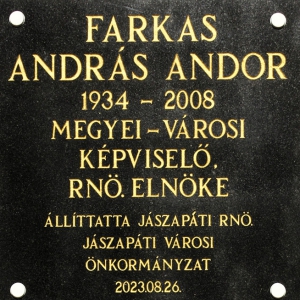 FARKAS
ANDRÁS ANDOR
1934 – 2008
MEGYEI – VÁROSI
KÉPVISELŐ,
RNÖ. ELNÖKE
ÁLLÍTTATTA JÁSZAPÁTI RNÖ.
JÁSZAPÁTI VÁROSI
ÖNKORMÁNYZAT
2023.08.26.